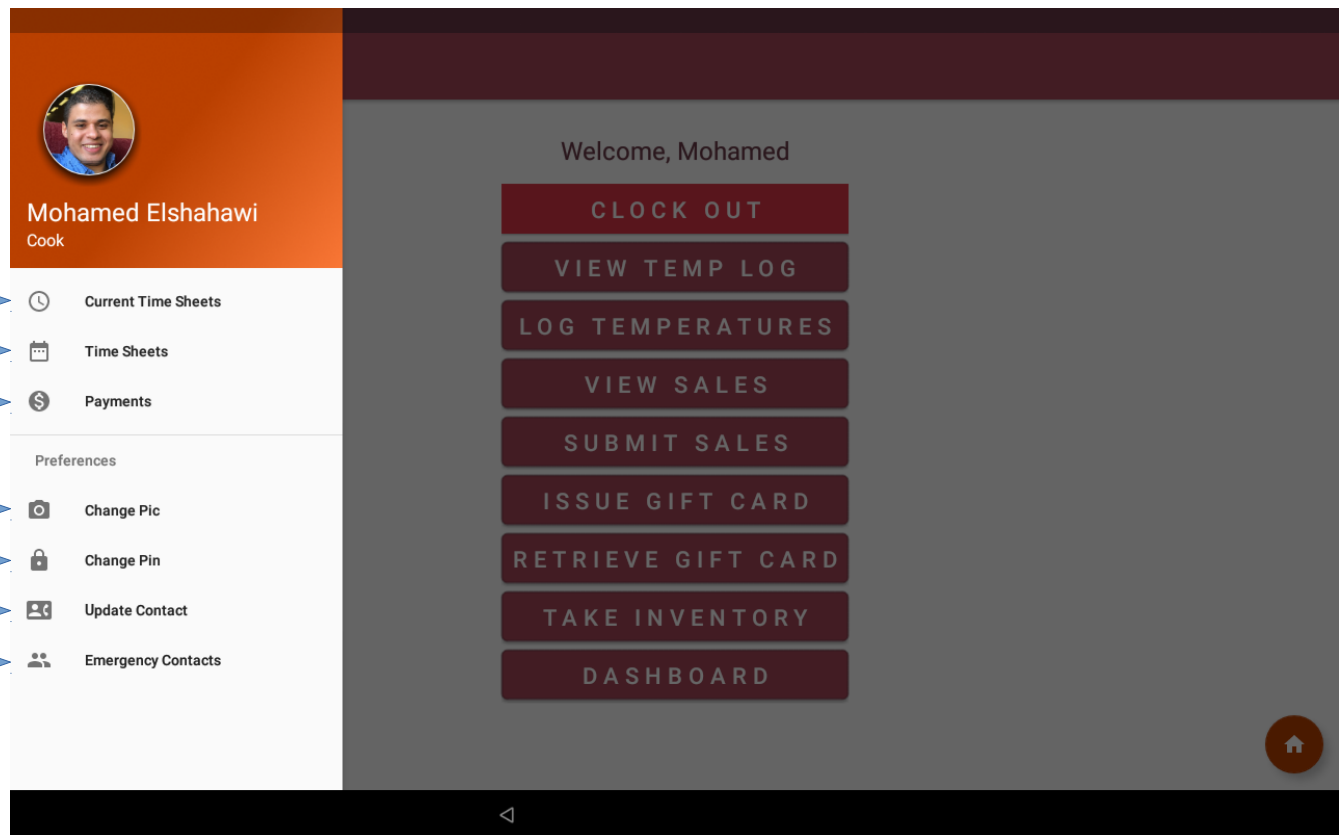 Mohamed Elshahawi
Cook
Current Time Sheets
Time Sheets
Payments
Preferences
Change Pic
Change Pin
Update Contact
Emergency Contacts
Welcome, Mohamed
CLOCK OUT
VIEW TEMP LOG
LOG TEMPERATURES
VIEW SALES
SUBMIT SALES
ISSUE GIFT CARD
RETRIEVE GIFT CARD
TAKE INVENTORY
DASHBOARD